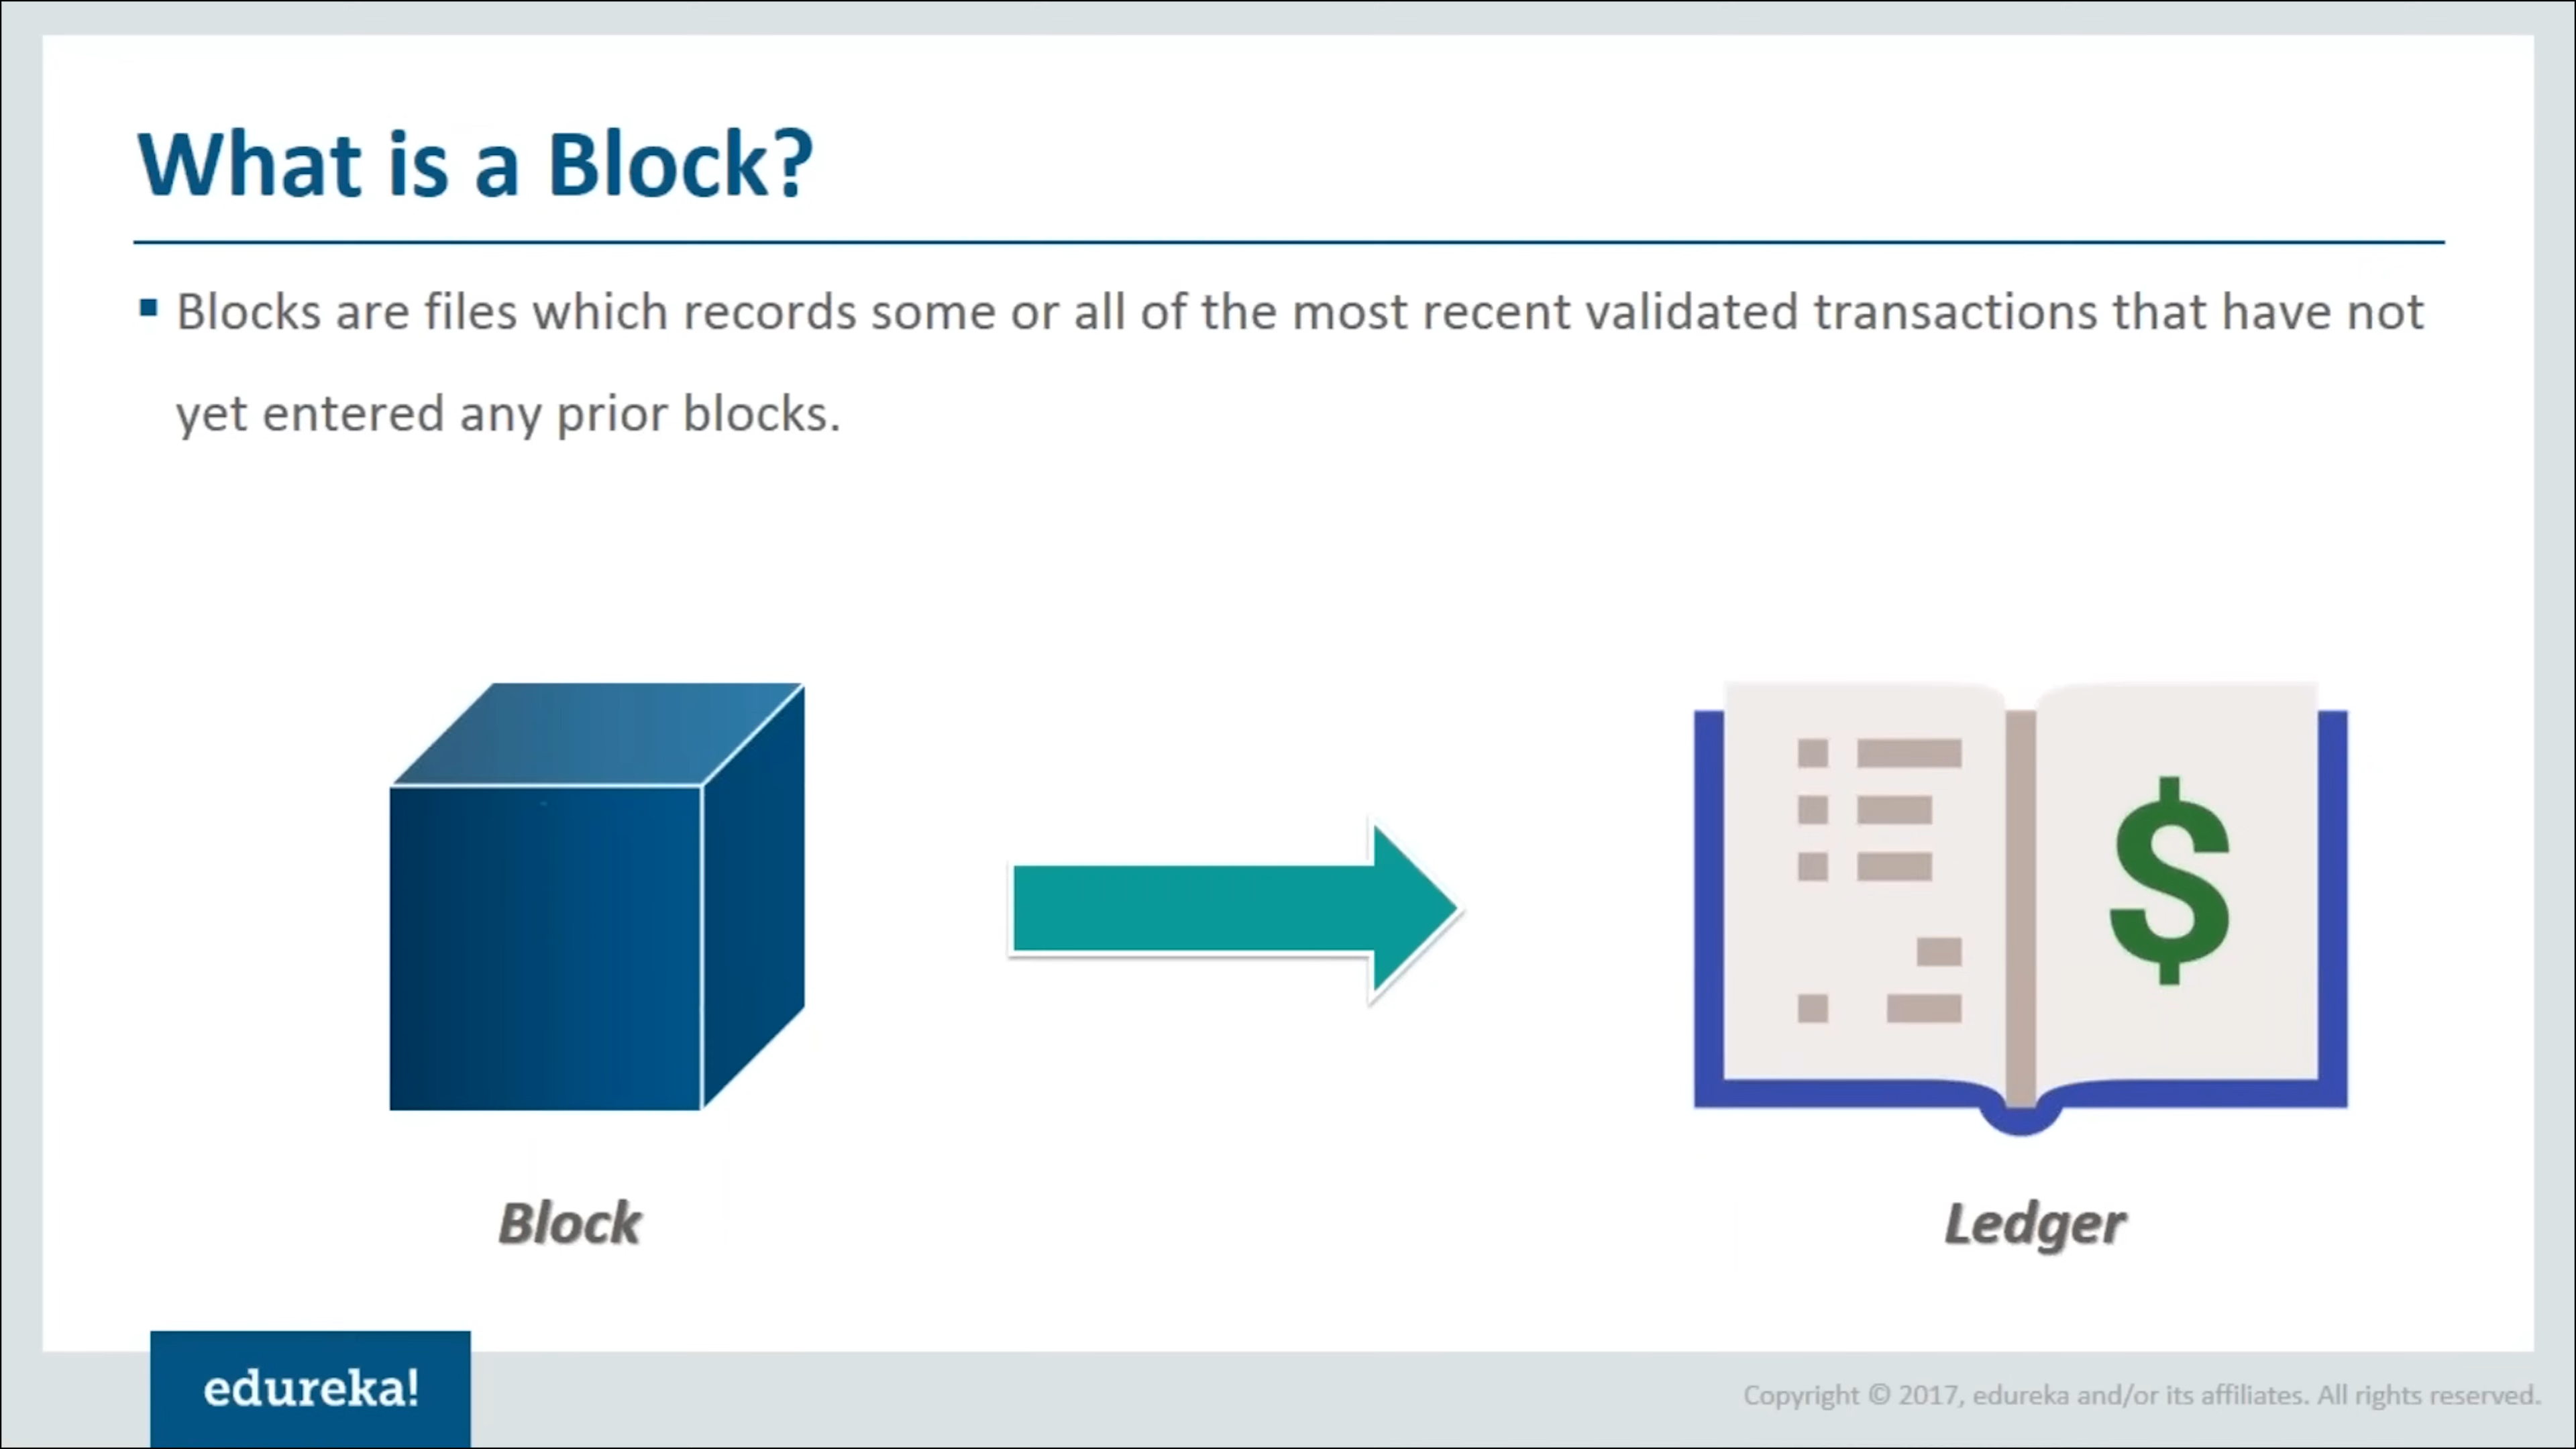 What is a Block?
Blocks are files which records some or all of the most recent validated transactions that have not
yet entered any prior blocks.
$
Block
Ledger
edureka!
Copyright © 2017, edureka and/or its affiliates. All rights reserved.